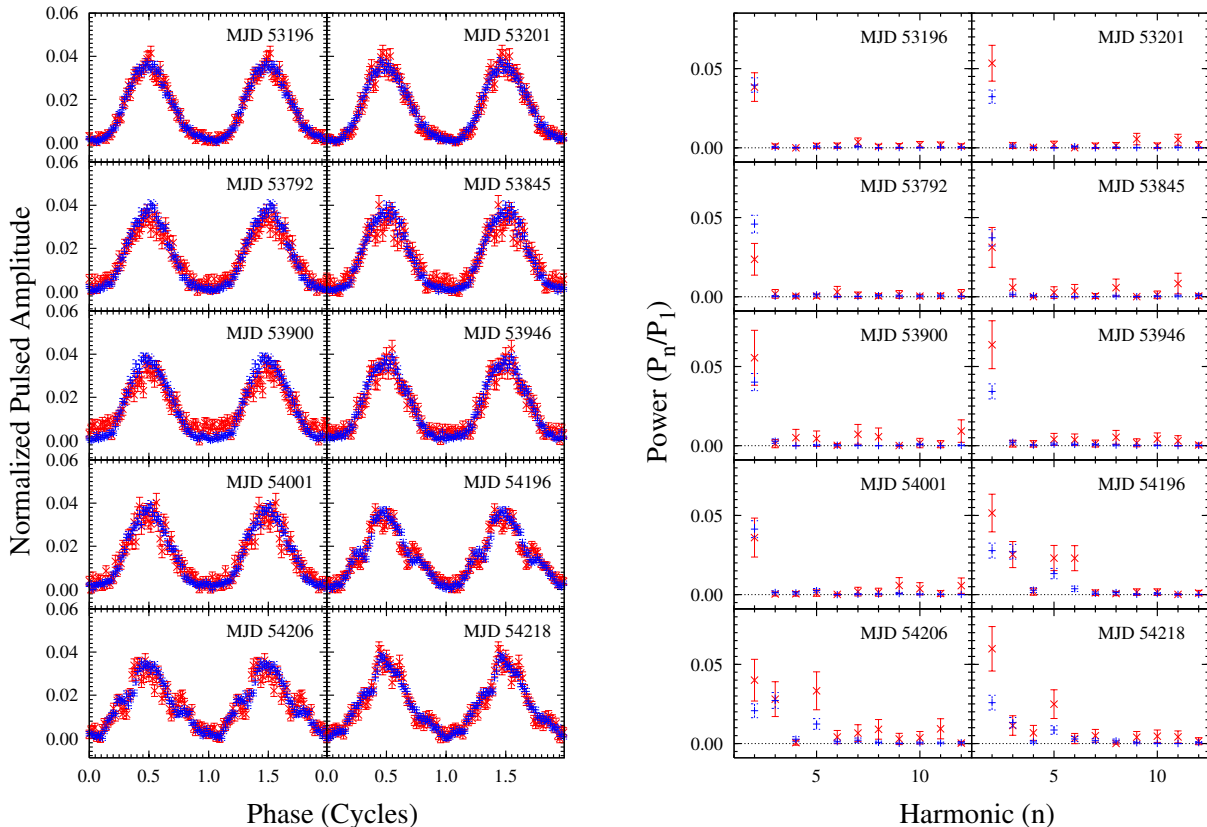 Normalized Pulsed Amplitude
0.06
0.04
0.02
0.00
MJD 53196
MJD 53201
0.06
0.04
0.02
0.00
MJD 53792
MJD 53845
0.06
0.04
0.02
0.00
MJD 53900
MJD 53946
0.06
0.04
0.02
0.00
MJD 54001
MJD 54196
0.06
0.04
0.02
0.00
MJD 54206
MJD 54218
0.0 0.5 1.0 1.5 0.0 0.5 1.0 1.5
Phase (Cycles)
Power (P_n/P_1)
0.05
0.00
MJD 53196
MJD 53201
0.05
0.00
MJD 53792
MJD 53845
0.05
0.00
MJD 53900
MJD 53946
0.05
0.00
MJD 54001
MJD 54196
0.05
0.00
MJD 54206
MJD 54218
5 10 5 10
Harmonic (n)